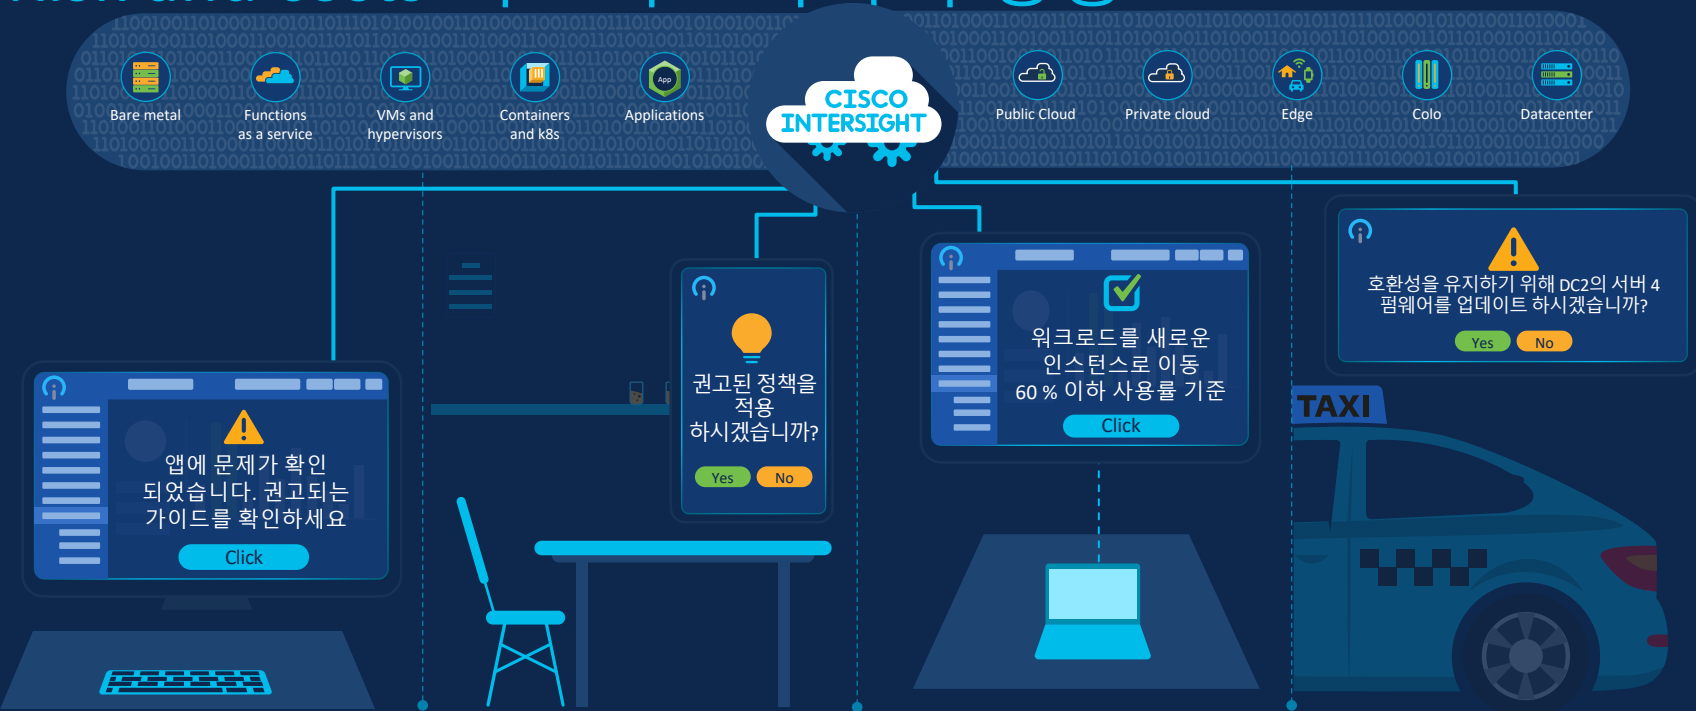 Bare metal
Functions
as a service
VMs and
hypervisors
Containers
and k8s
App
Applications
CISCO
INTERSIGHT
Public Cloud
Private cloud
Edge
Colo
Datacenter
앱에 문제가 확인
되었습니다. 권고되는
가이드를 확인하세요
Click
권고된 정책을
적용
하시겠습니까?
Yes
No
워크로드를 새로운
인스턴스로 이동
60 % 이하 사용률 기준
Click
호환성을 유지하기 위해 DC2의 서버 4
펌웨어를 업데이트 하시겠습니까?
Yes
No
TAXI